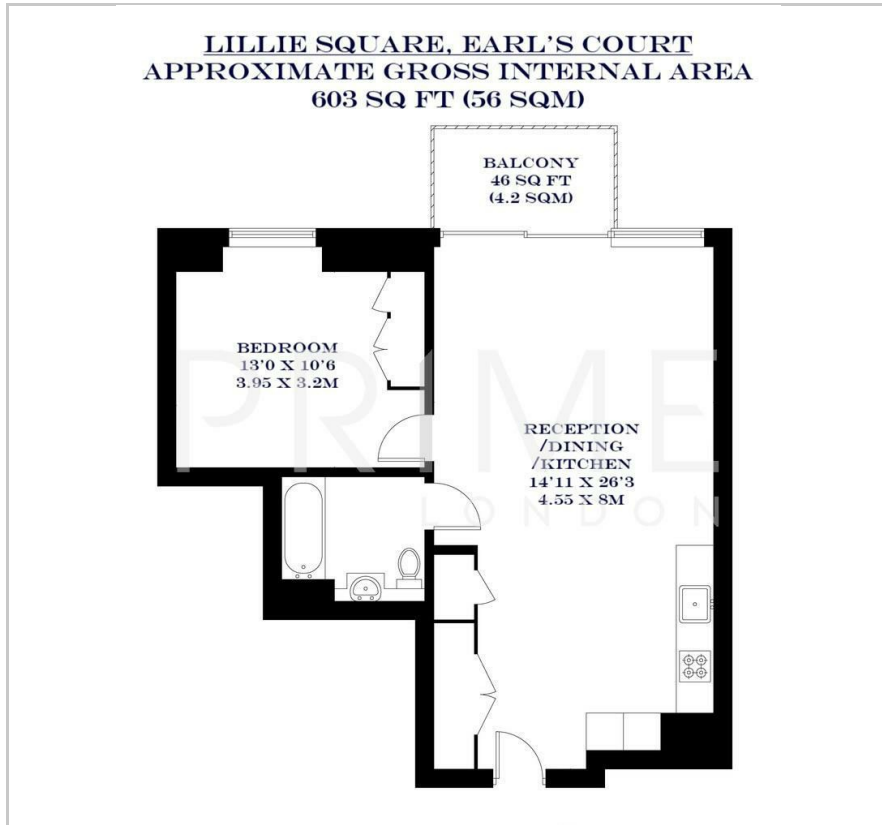 LILLIE SQUARE, EARL'S COURT
APPROXIMATE GROSS INTERNAL AREA
603 SQ FT (56 SQM)
BALCONY
46 SQ FT
(4.2 SQM)
BEDROOM
13'0 X 10'6
3.95 X 3.2M
RECEPTION
/DINING
/KITCHEN
14'11 X 26'3
4.55 X 8M
PRIME
LONDON